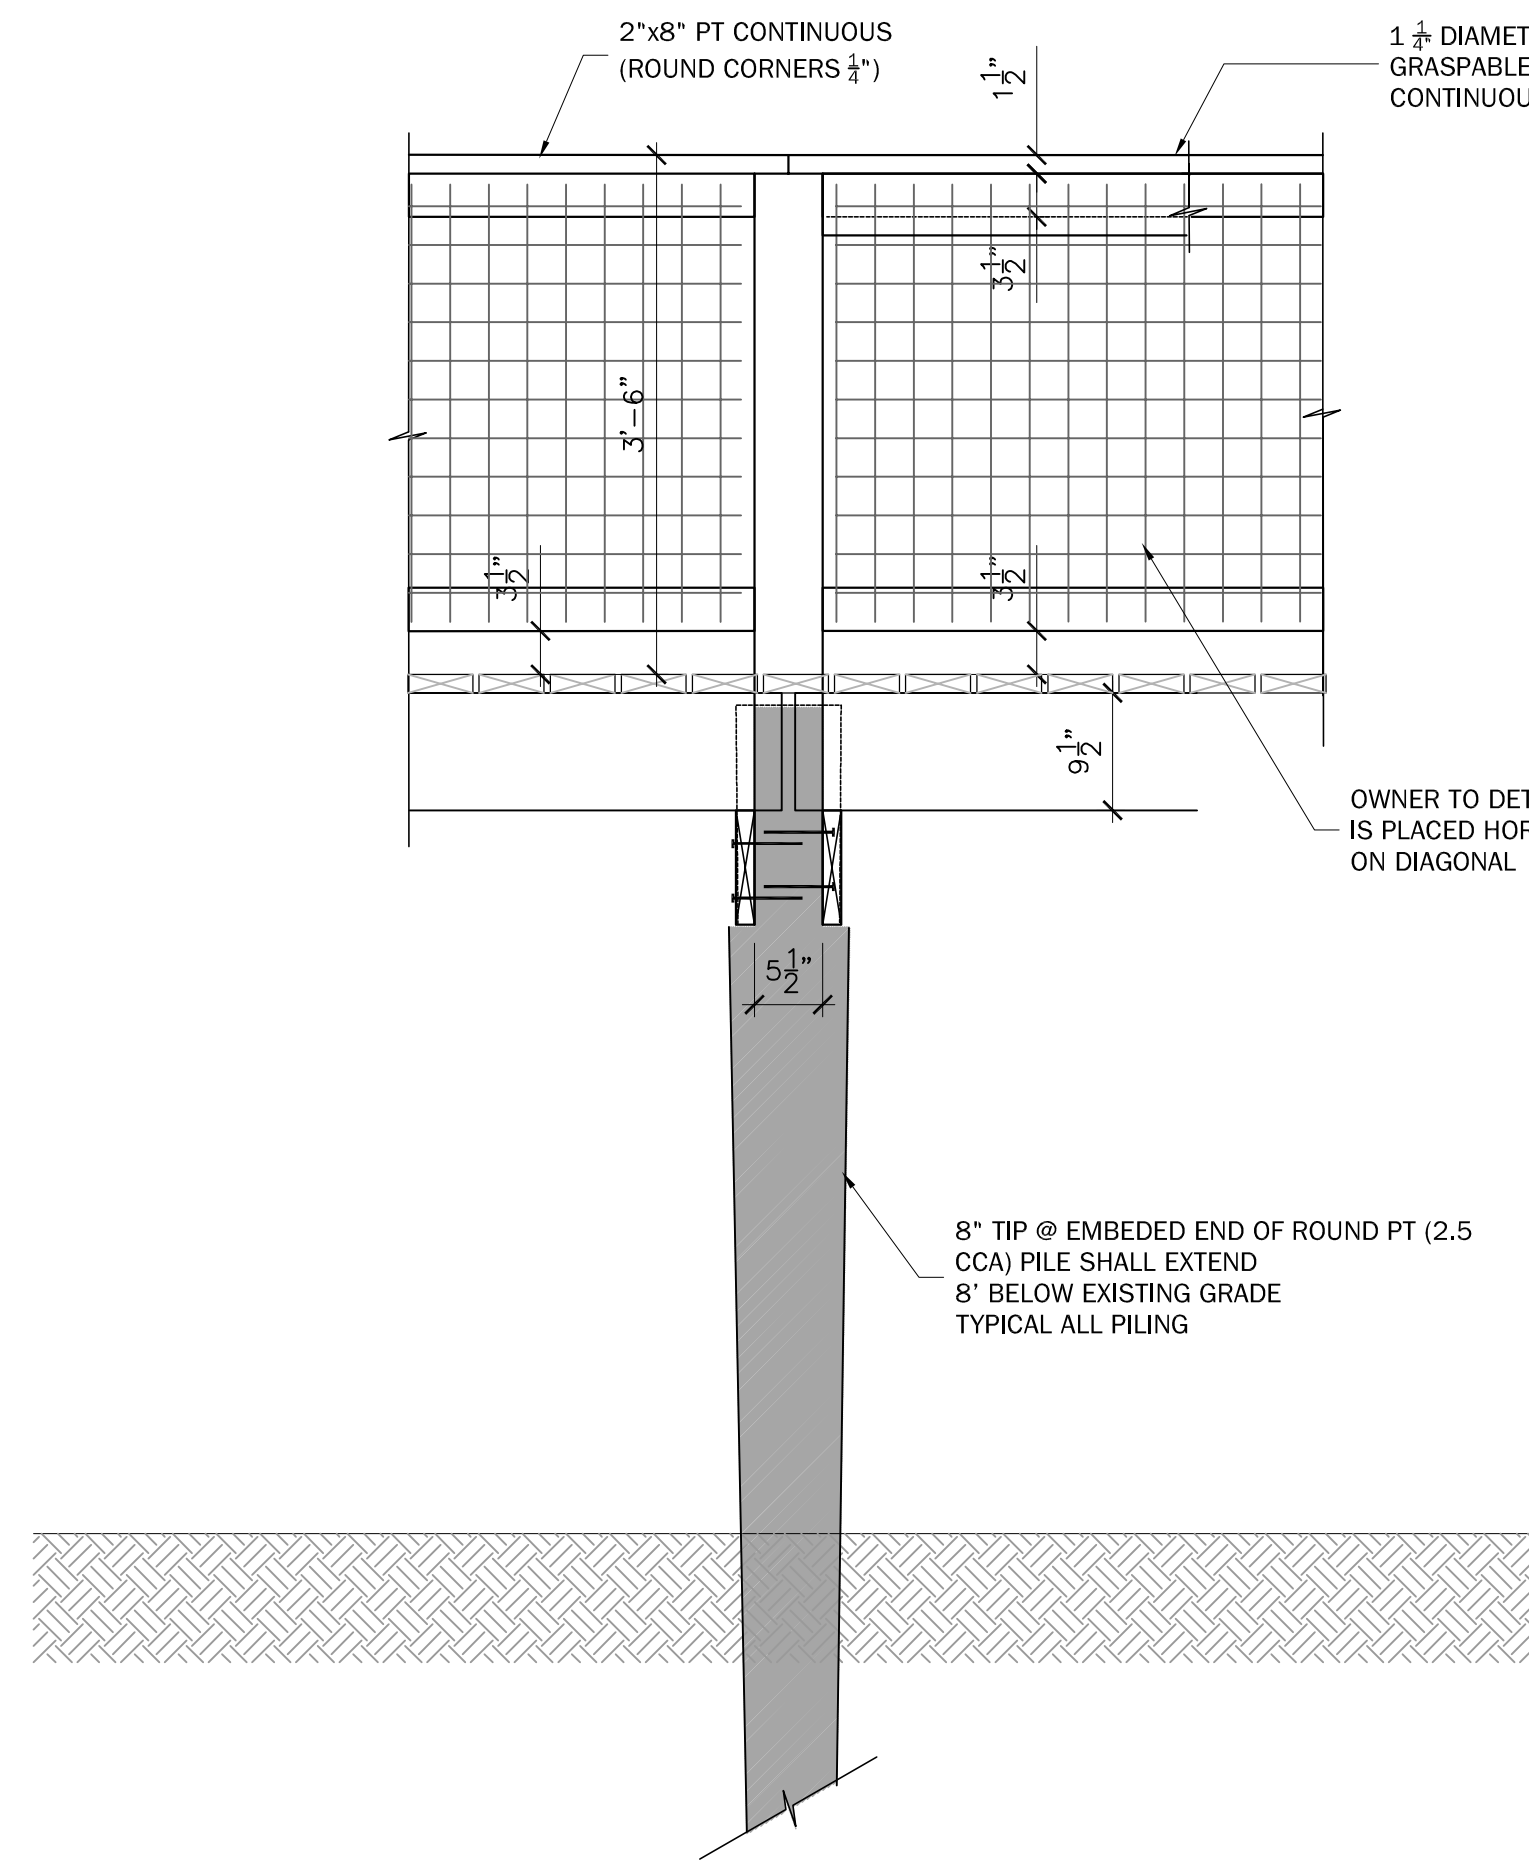 2"x8" PT CONTINUOUS
(ROUND CORNERS 1/4")
1 1/4" DIAMET
GRASPABLE
CONTINUOU
1 1/2"
3 1/2"
3'-6"
3 1/2"
3 1/2"
9 1/2"
OWNER TO DET
IS PLACED HOR
ON DIAGONAL
5 1/2"
8" TIP @ EMBEDED END OF ROUND PT (2.5
CCA) PILE SHALL EXTEND
8' BELOW EXISTING GRADE
TYPICAL ALL PILING